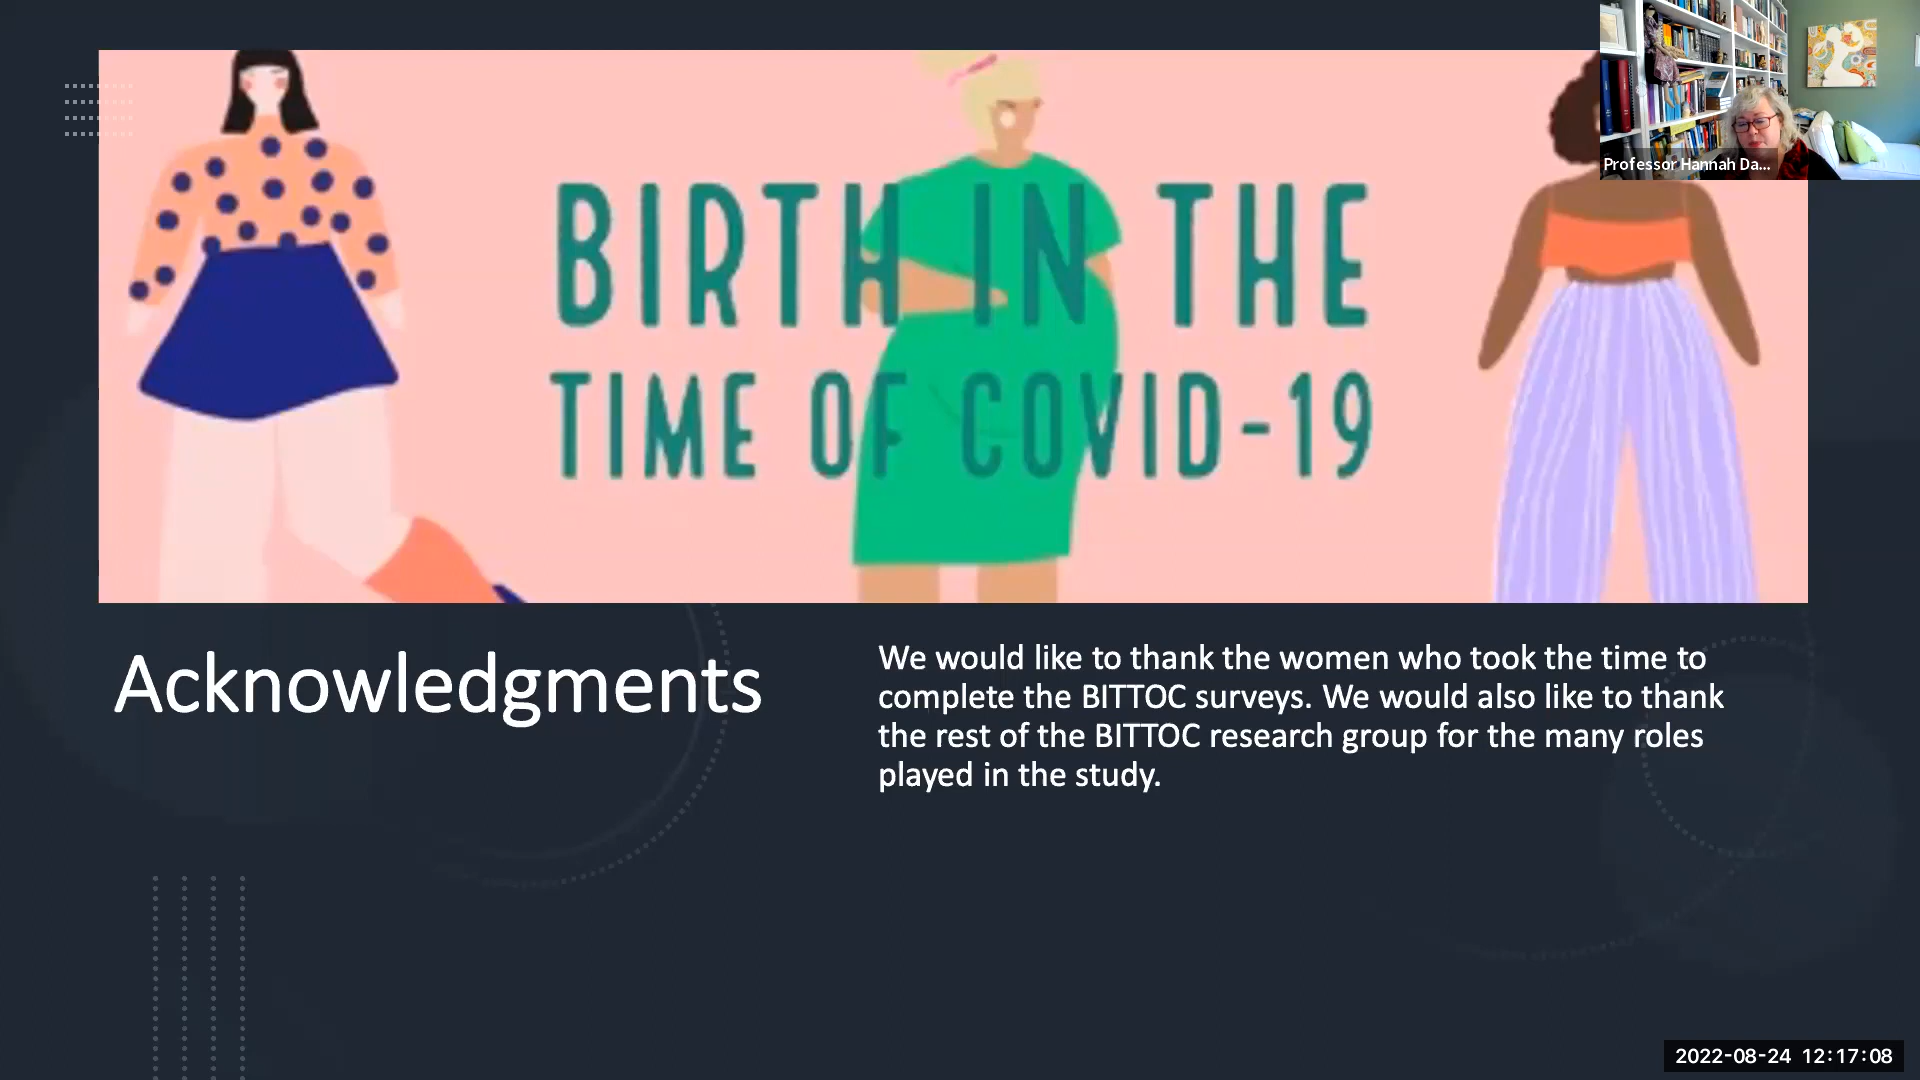 Professor Hannah Da...
BIRTH IN THE
TIME OF COVID-19
Acknowledgments
We would like to thank the women who took the time to
complete the BITTOC surveys. We would also like to thank
the rest of the BITTOC research group for the many roles
played in the study.
2022-08-24 12:17:08